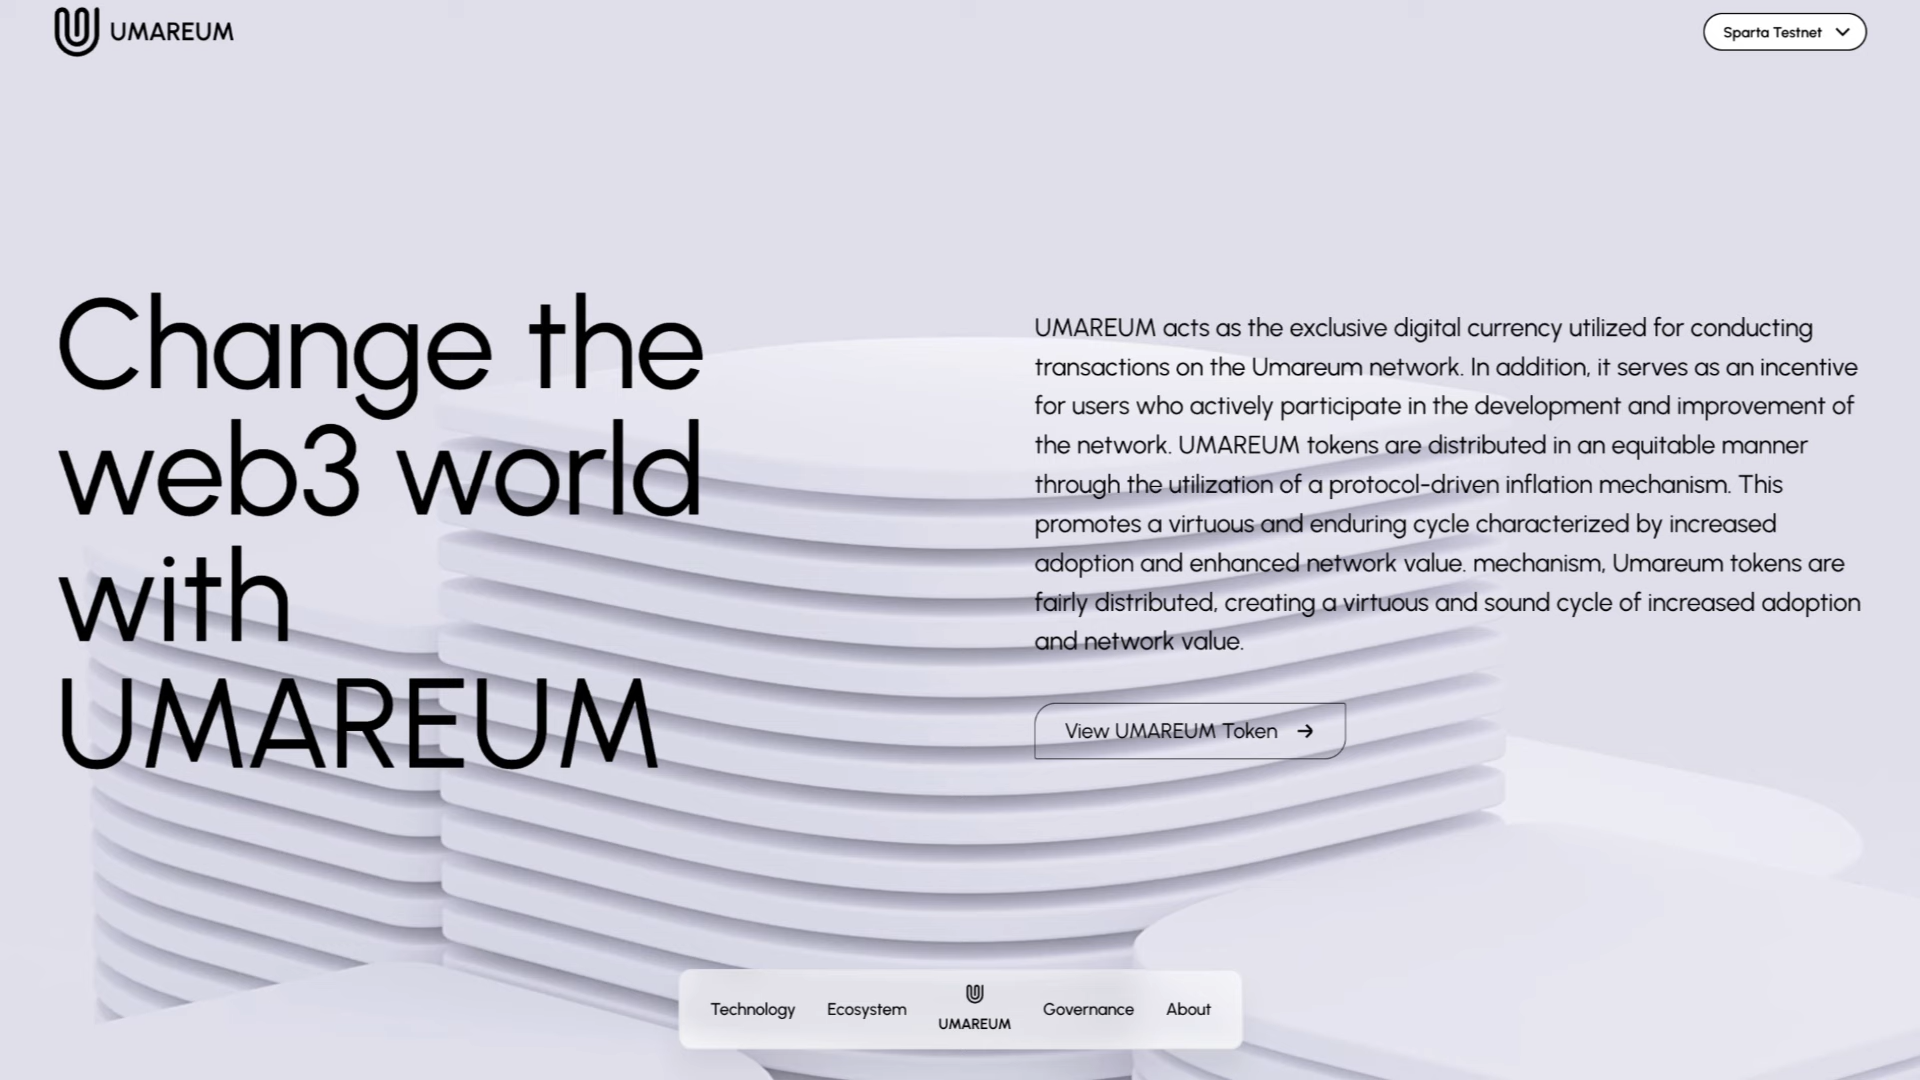 UMAREUM
Sparta Testnet
Change the
web3 world
with
UMAREUM
UMAREUM acts as the exclusive digital currency utilized for conducting
transactions on the Umareum network. In addition, it serves as an incentive
for users who actively participate in the development and improvement of
the network. UMAREUM tokens are distributed in an equitable manner
through the utilization of a protocol-driven inflation mechanism. This
promotes a virtuous and enduring cycle characterized by increased
adoption and enhanced network value. mechanism, Umareum tokens are
fairly distributed, creating a virtuous and sound cycle of increased adoption
and network value.
View UMAREUM Token →
Technology Ecosystem UMAREUM Governance About